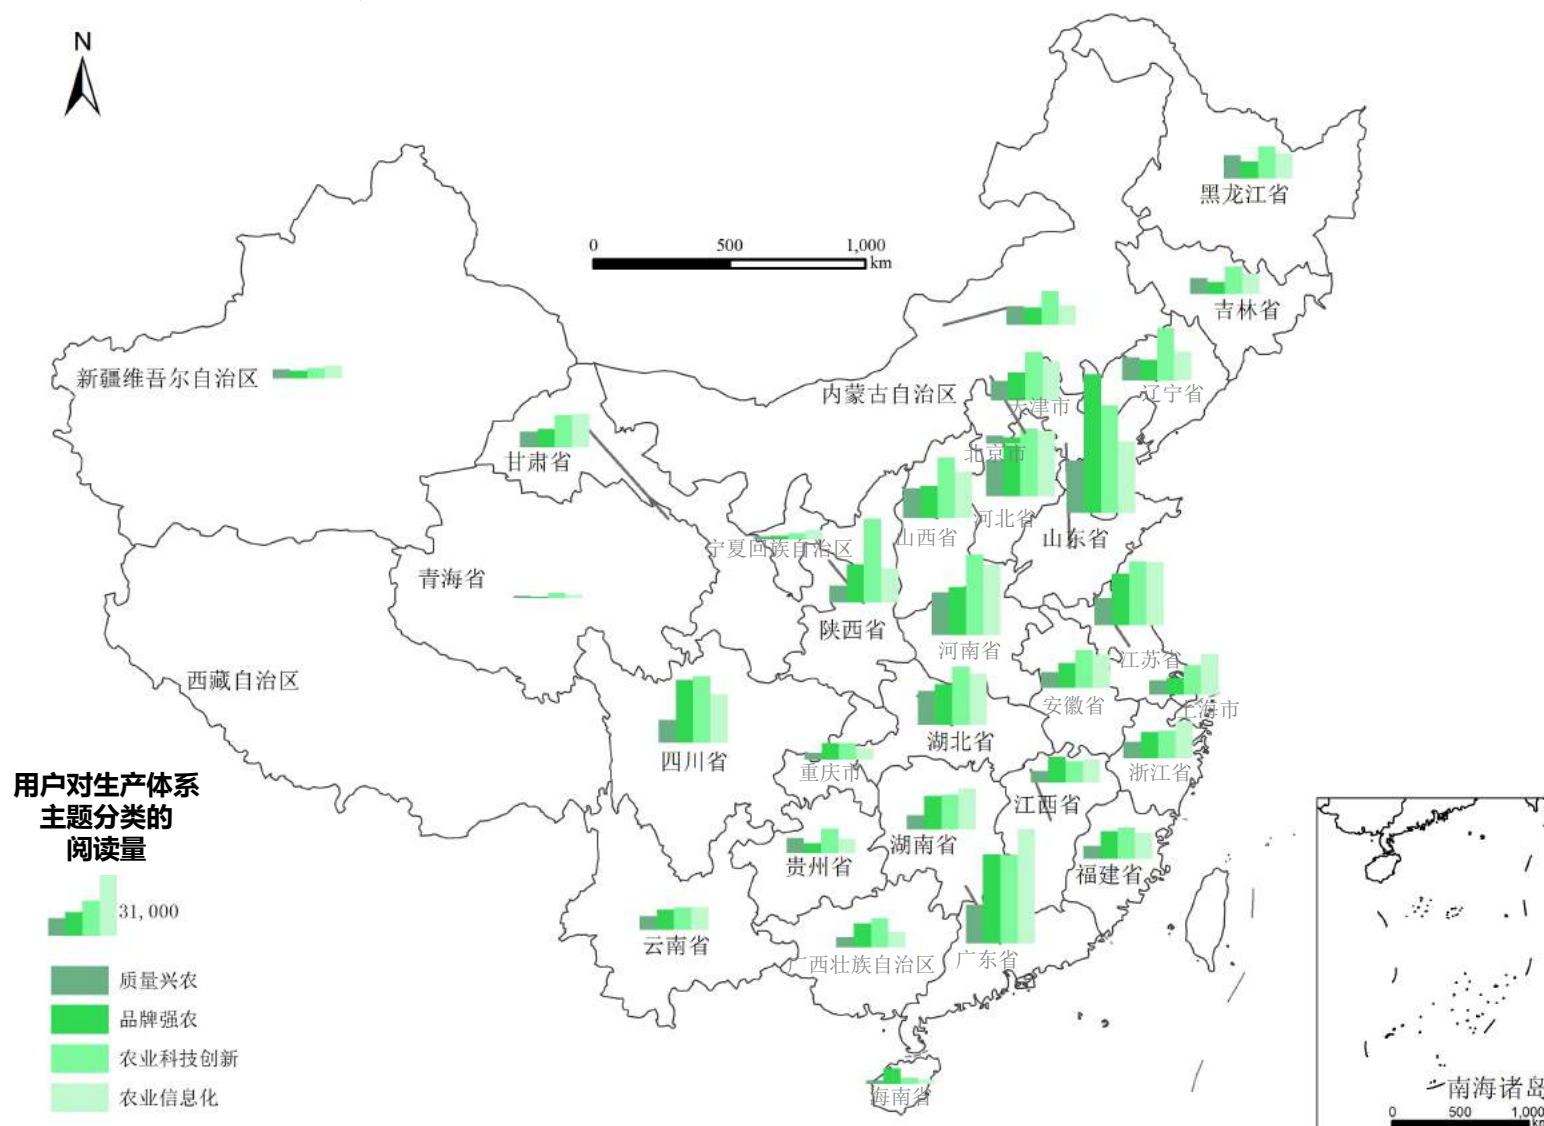 N
黑龙江省
0 500 1,000
km
吉林省
新疆维吾尔自治区
内蒙古自治区
天津市
辽宁省
甘肃省
北京市
河北省
山西省
山东省
宁夏回族自治区
青海省
陕西省
河南省
江苏省
西藏自治区
安徽省
上海市
湖北省
四川省
重庆市
浙江省
用户对生产体系
主题分类的
阅读量
江西省
湖南省
贵州省
福建省
31,000
云南省
广西壮族自治区
广东省
质量兴农
品牌强农
农业科技创新
农业信息化
海南省
南海诸岛
0 500 1,000
km